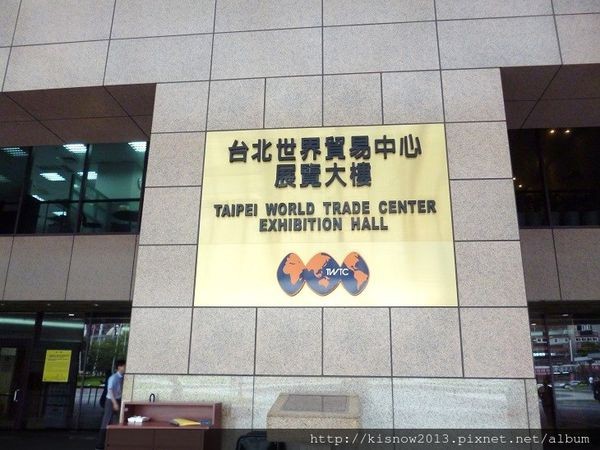 台北世界貿易中心
展覽大樓
TAIPEI WORLD TRADE CENTER
EXHIBITION HALL
TWTC
http://kisnow2013.pixnet.net/album